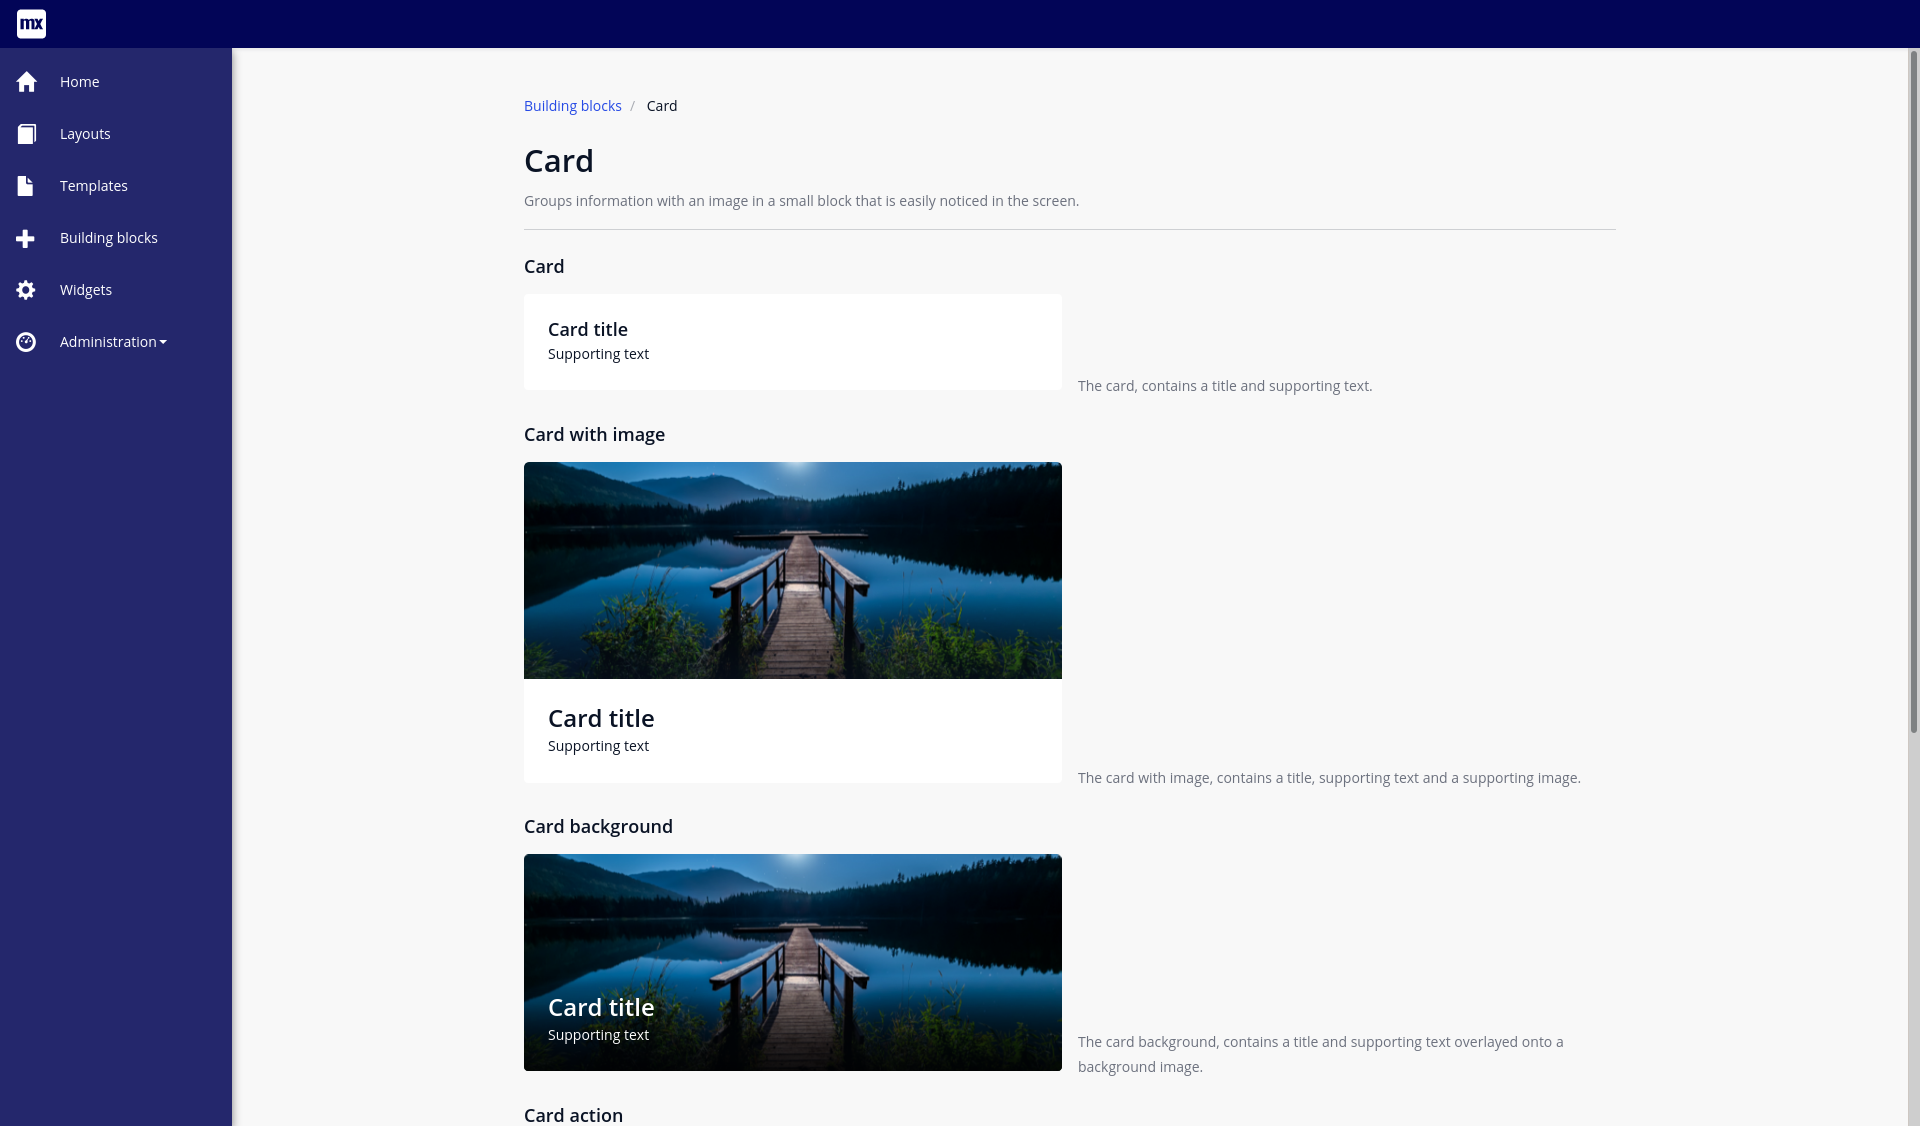 mx
Home
Layouts
Templates
Building blocks
Widgets
Administration
Building blocks / Card
Card
Groups information with an image in a small block that is easily noticed in the screen.
Card
Card title
Supporting text
The card, contains a title and supporting text.
Card with image
Card title
Supporting text
The card with image, contains a title, supporting text and a supporting image.
Card background
Card title
Supporting text
The card background, contains a title and supporting text overlayed onto a
background image.
Card action